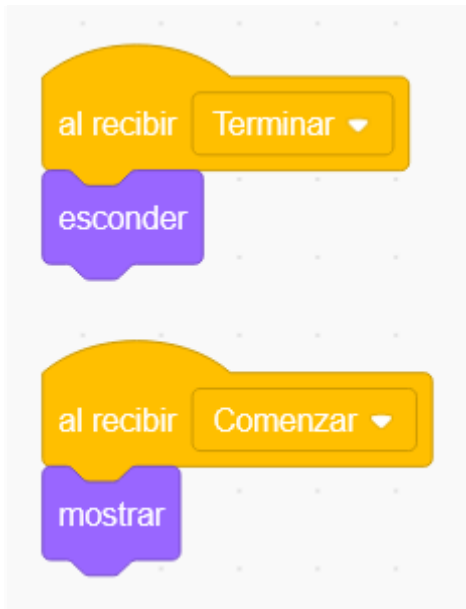 al recibir Terminar
esconder
al recibir Comenzar
mostrar